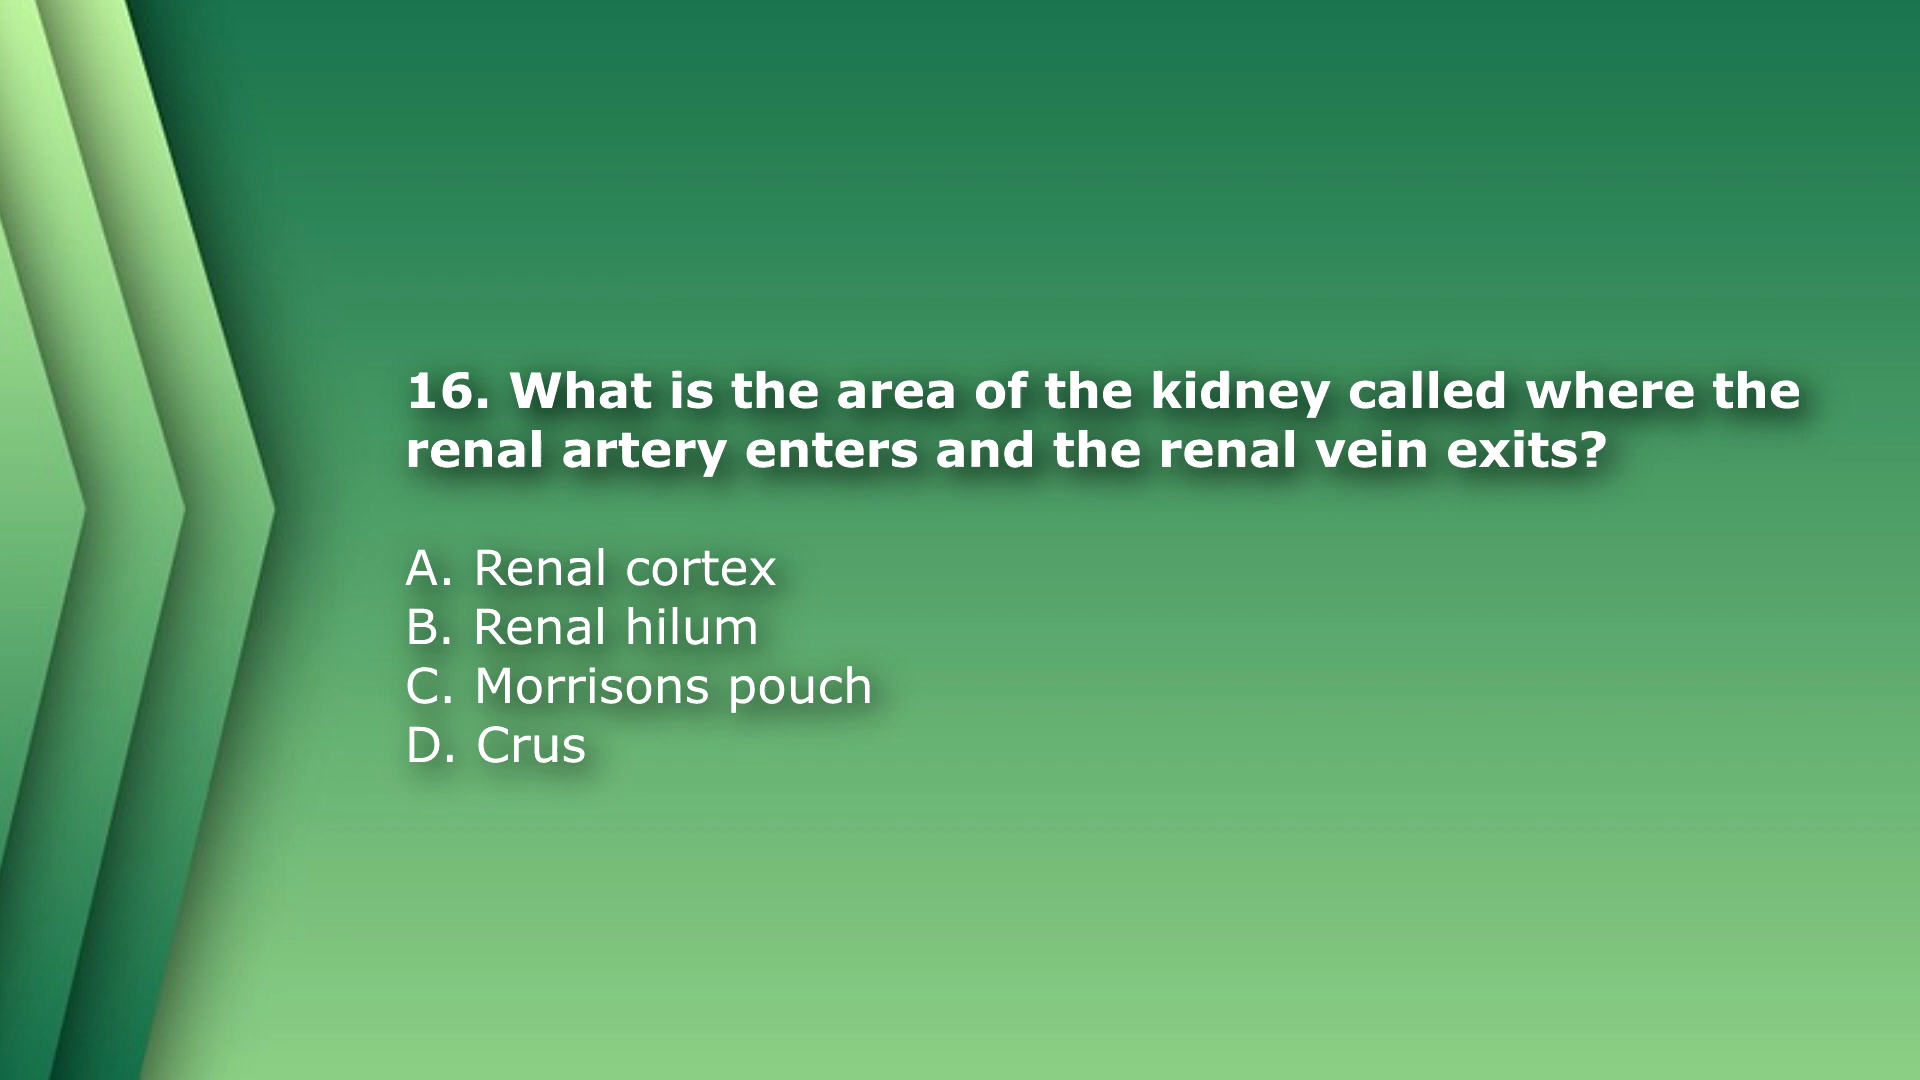 16. What is the area of the kidney called where the
renal artery enters and the renal vein exits?
A. Renal cortex
B. Renal hilum
C. Morrisons pouch
D. Crus